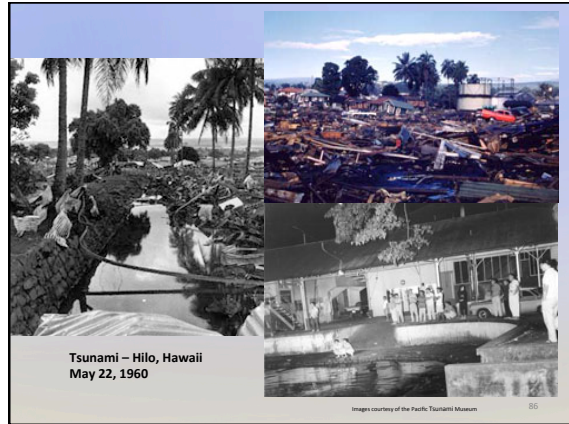 Tsunami – Hilo, Hawaii
May 22, 1960
Images courtesy of the Pacific Tsunami Museum
86